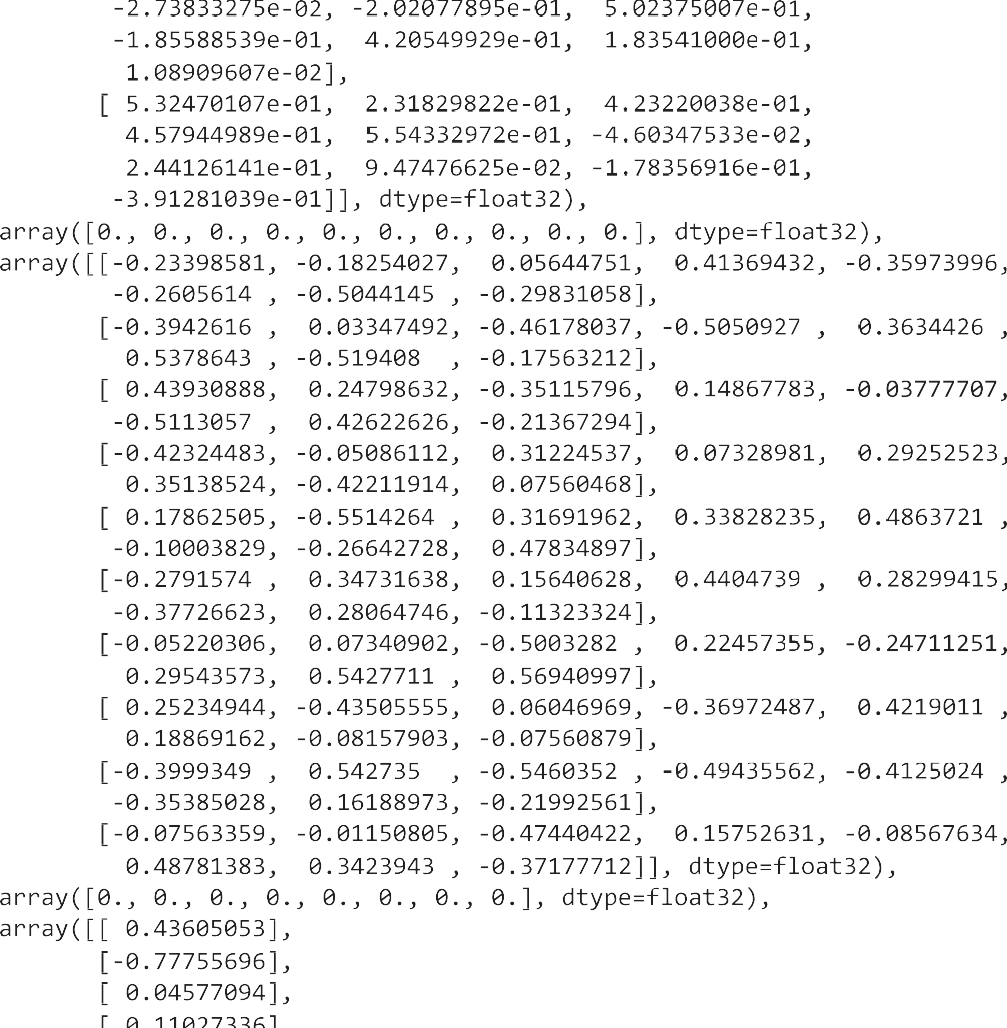 -2.73833275e-02, -2.02077895e-01, 5.02375007e-01,
-1.85588539e-01, 4.20549929e-01, 1.83541000e-01,
1.08909607e-02],
[ 5.32470107e-01, 2.31829822e-01, 4.23220038e-01,
4.57944989e-01, 5.54332972e-01, -4.60347533e-02,
2.44126141e-01, 9.47476625e-02, -1.78356916e-01,
-3.91281039e-01]], dtype=float32),
array([0., 0., 0., 0., 0., 0., 0., 0., 0., 0.], dtype=float32),
array([[-0.23398581, -0.18254027, 0.05644751, 0.41369432, -0.35973996,
-0.2605614 , -0.5044145 , -0.29831058],
[-0.3942616 , 0.03347492, -0.46178037, -0.5050927 , 0.3634426 ,
0.5378643 , -0.519408 , -0.17563212],
[ 0.43930888, 0.24798632, -0.35115796, 0.14867783, -0.03777707,
-0.5113057 , 0.42622626, -0.21367294],
[-0.42324483, -0.05086112, 0.31224537, 0.07328981, 0.29252523,
0.35138524, -0.42211914, 0.07560468],
[ 0.17862505, -0.5514264 , 0.31691962, 0.33828235, 0.4863721 ,
-0.10003829, -0.26642728, 0.47834897],
[-0.2791574 , 0.34731638, 0.15640628, 0.4404739 , 0.28299415,
-0.37726623, 0.28064746, -0.11323324],
[-0.05220306, 0.07340902, -0.5003282 , 0.22457355, -0.24711251,
0.29543573, 0.5427711 , 0.56940997],
[ 0.25234944, -0.43505555, 0.06046969, -0.36972487, 0.4219011 ,
0.18869162, -0.08157903, -0.07560879],
[-0.3999349 , 0.542735 , -0.5460352 , -0.49435562, -0.4125024 ,
-0.35385028, 0.16188973, -0.21992561],
[-0.07563359, -0.01150805, -0.47440422, 0.15752631, -0.08567634,
0.48781383, 0.3423943 , -0.37177712]], dtype=float32),
array([0., 0., 0., 0., 0., 0., 0., 0.], dtype=float32),
array([[ 0.43605053],
[-0.77755696],
[ 0.04577094],
[ 0.11027336]